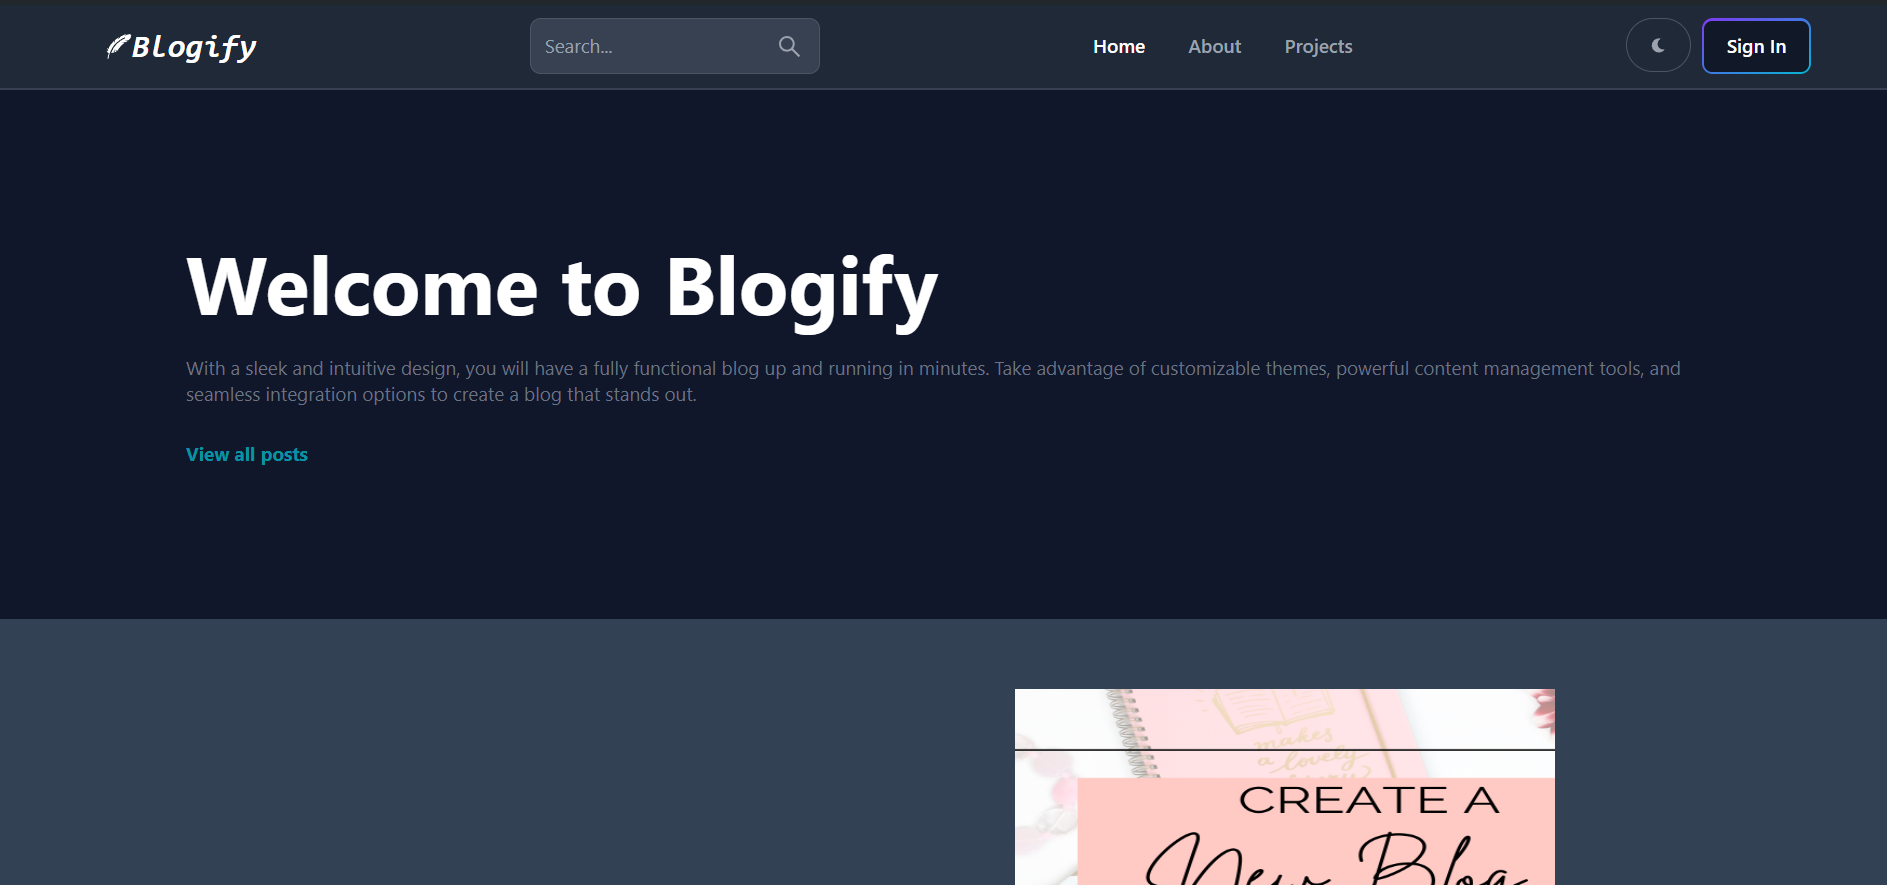 Blogify
Search...
Home
About
Projects
Sign In
Welcome to Blogify
With a sleek and intuitive design, you will have a fully functional blog up and running in minutes. Take advantage of customizable themes, powerful content management tools, and
seamless integration options to create a blog that stands out.
View all posts
makes
a lovely
CREATE A
New Blog